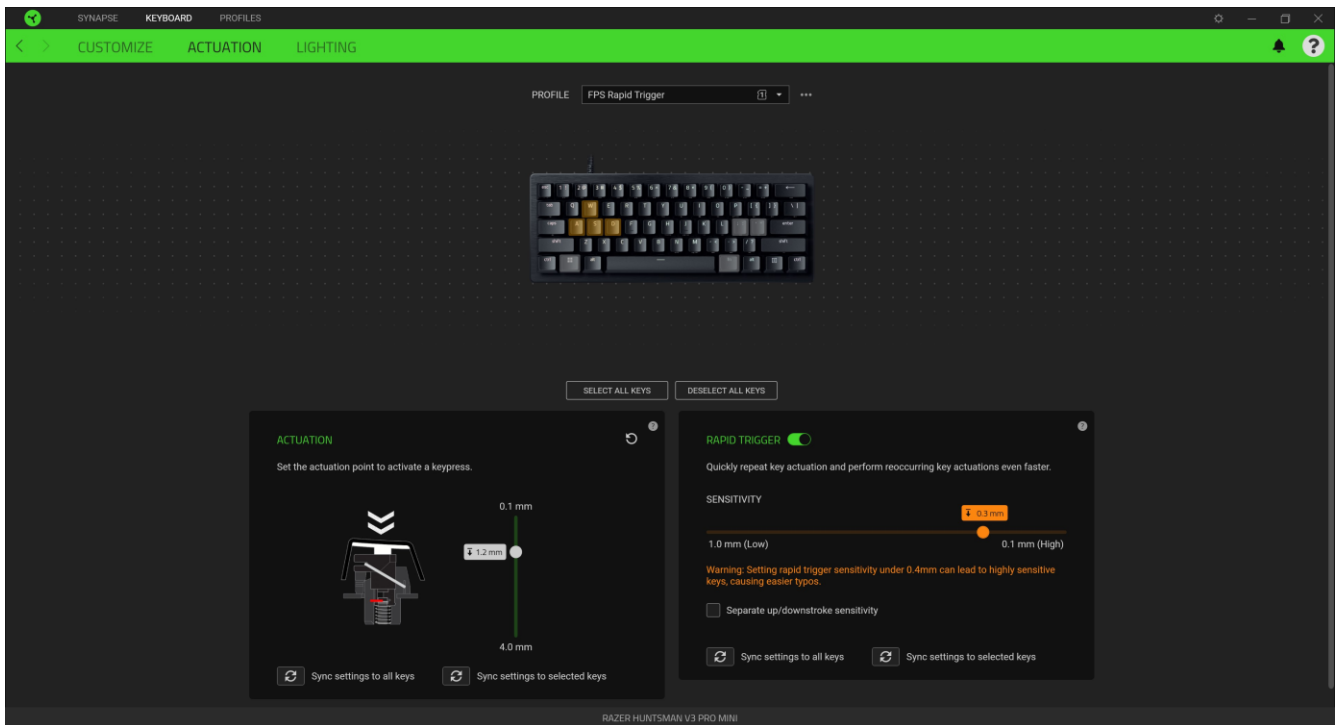 SYNAPSE KEYBOARD PROFILES
CUSTOMIZE ACTUATION LIGHTING
?
PROFILE FPS Rapid Trigger 1
SELECT ALL KEYS DESELECT ALL KEYS
ACTUATION
Set the actuation point to activate a keypress.
0.1 mm
1.2 mm
4.0 mm
Sync settings to all keys Sync settings to selected keys
RAPID TRIGGER
Quickly repeat key actuation and perform reoccurring key actuations even faster.
SENSITIVITY
0.3 mm
1.0 mm (Low) 0.1 mm (High)
Warning: Setting rapid trigger sensitivity under 0.4mm can lead to highly sensitive
keys, causing easier typos.
Separate up/downstroke sensitivity
Sync settings to all keys Sync settings to selected keys
RAZER HUNTSMAN V3 PRO MINI